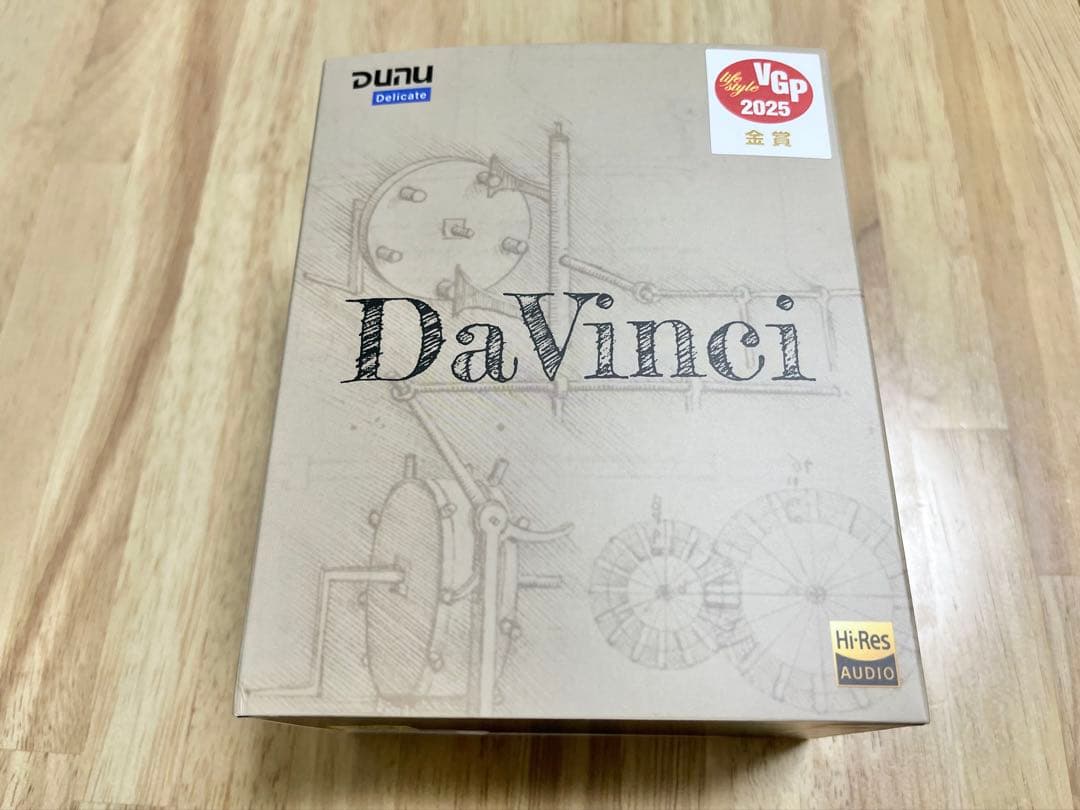 DUNU
Delicate
life style VGP
2025
金賞
DaVinci
Hi-Res
AUDIO